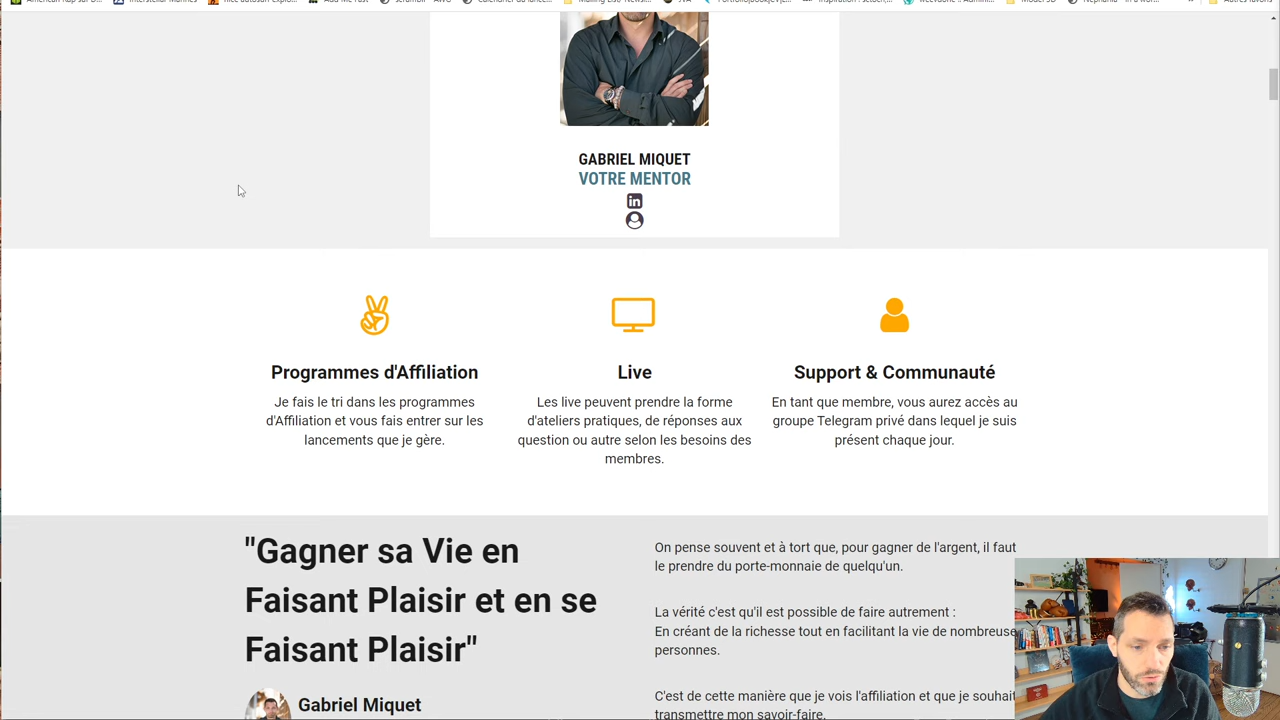 GABRIEL MIQUET
VOTRE MENTOR
in
Programmes d'Affiliation
Je fais le tri dans les programmes
d'Affiliation et vous fais entrer sur les
lancements que je gère.
Live
Les live peuvent prendre la forme
d'ateliers pratiques, de réponses aux
question ou autre selon les besoins des
membres.
Support & Communauté
En tant que membre, vous aurez accès au
groupe Telegram privé dans lequel je suis
présent chaque jour.
"Gagner sa Vie en
Faisant Plaisir et en se
Faisant Plaisir"
Gabriel Miquet
On pense souvent et à tort que, pour gagner de l'argent, il faut
le prendre du porte-monnaie de quelqu'un.
La vérité c'est qu'il est possible de faire autrement :
En créant de la richesse tout en facilitant la vie de nombreuse
personnes.
C'est de cette manière que je vois l'affiliation et que je souhait
transmettre mon savoir-faire.